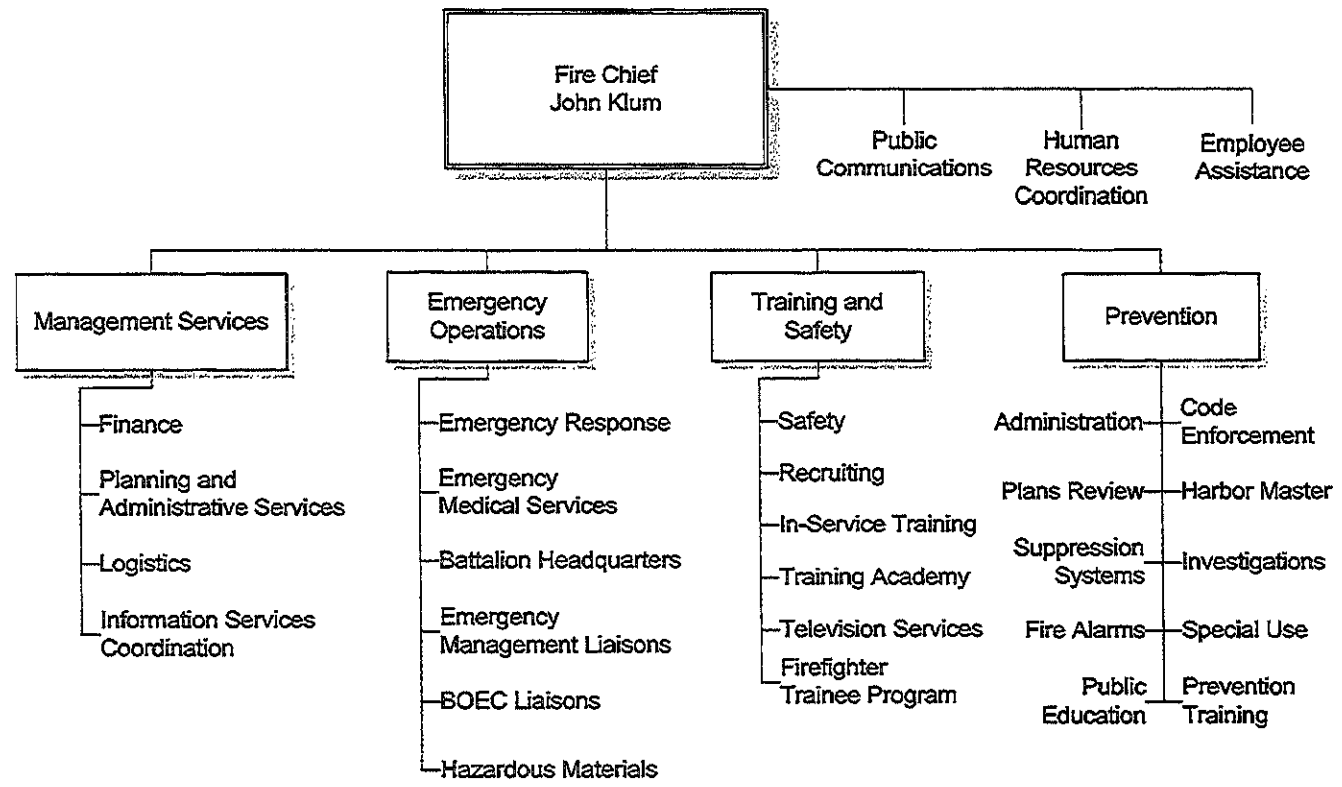 Fire Chief
John Klum
Public
Communications
Human
Resources
Coordination
Employee
Assistance
Management Services
Finance
Planning and
Administrative Services
Logistics
Information Services
Coordination
Emergency
Operations
Emergency Response
Emergency
Medical Services
Battalion Headquarters
Emergency
Management Liaisons
BOEC Liaisons
Hazardous Materials
Training and
Safety
Safety
Recruiting
In-Service Training
Training Academy
Television Services
Firefighter
Trainee Program
Prevention
Administration
Code
Enforcement
Plans Review
Harbor Master
Suppression
Systems
Investigations
Fire Alarms
Special Use
Public
Education
Prevention
Training